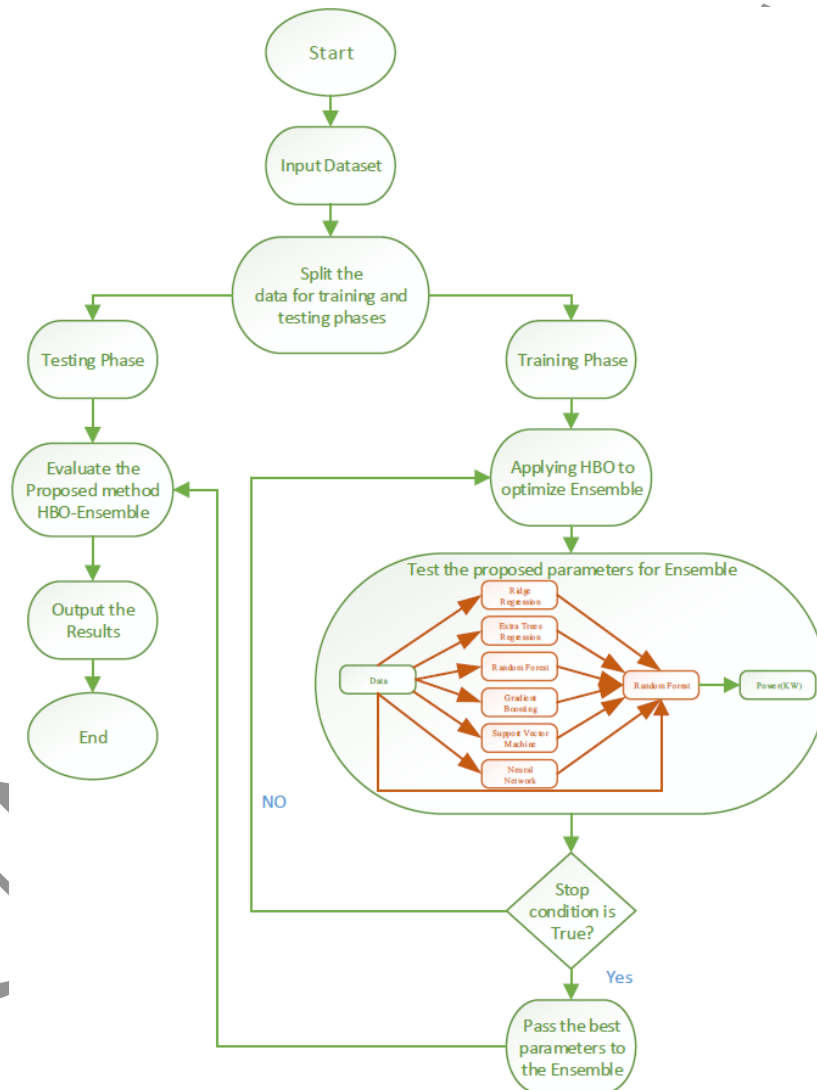 Start
Input Dataset
Split the
data for training and
testing phases
Testing Phase
Training Phase
Evaluate the
Proposed method
HBO-Ensemble
Applying HBO to
optimize Ensemble
Output the
Results
End
Test the proposed parameters for Ensemble
Data
Ridge
Regression
Extra Trees
Regression
Random Forest
Gradient
Boosting
Support Vector
Machine
Neural
Network
Random Forest
Power(KW)
NO
Stop
condition is
True?
Yes
Pass the best
parameters to
the Ensemble